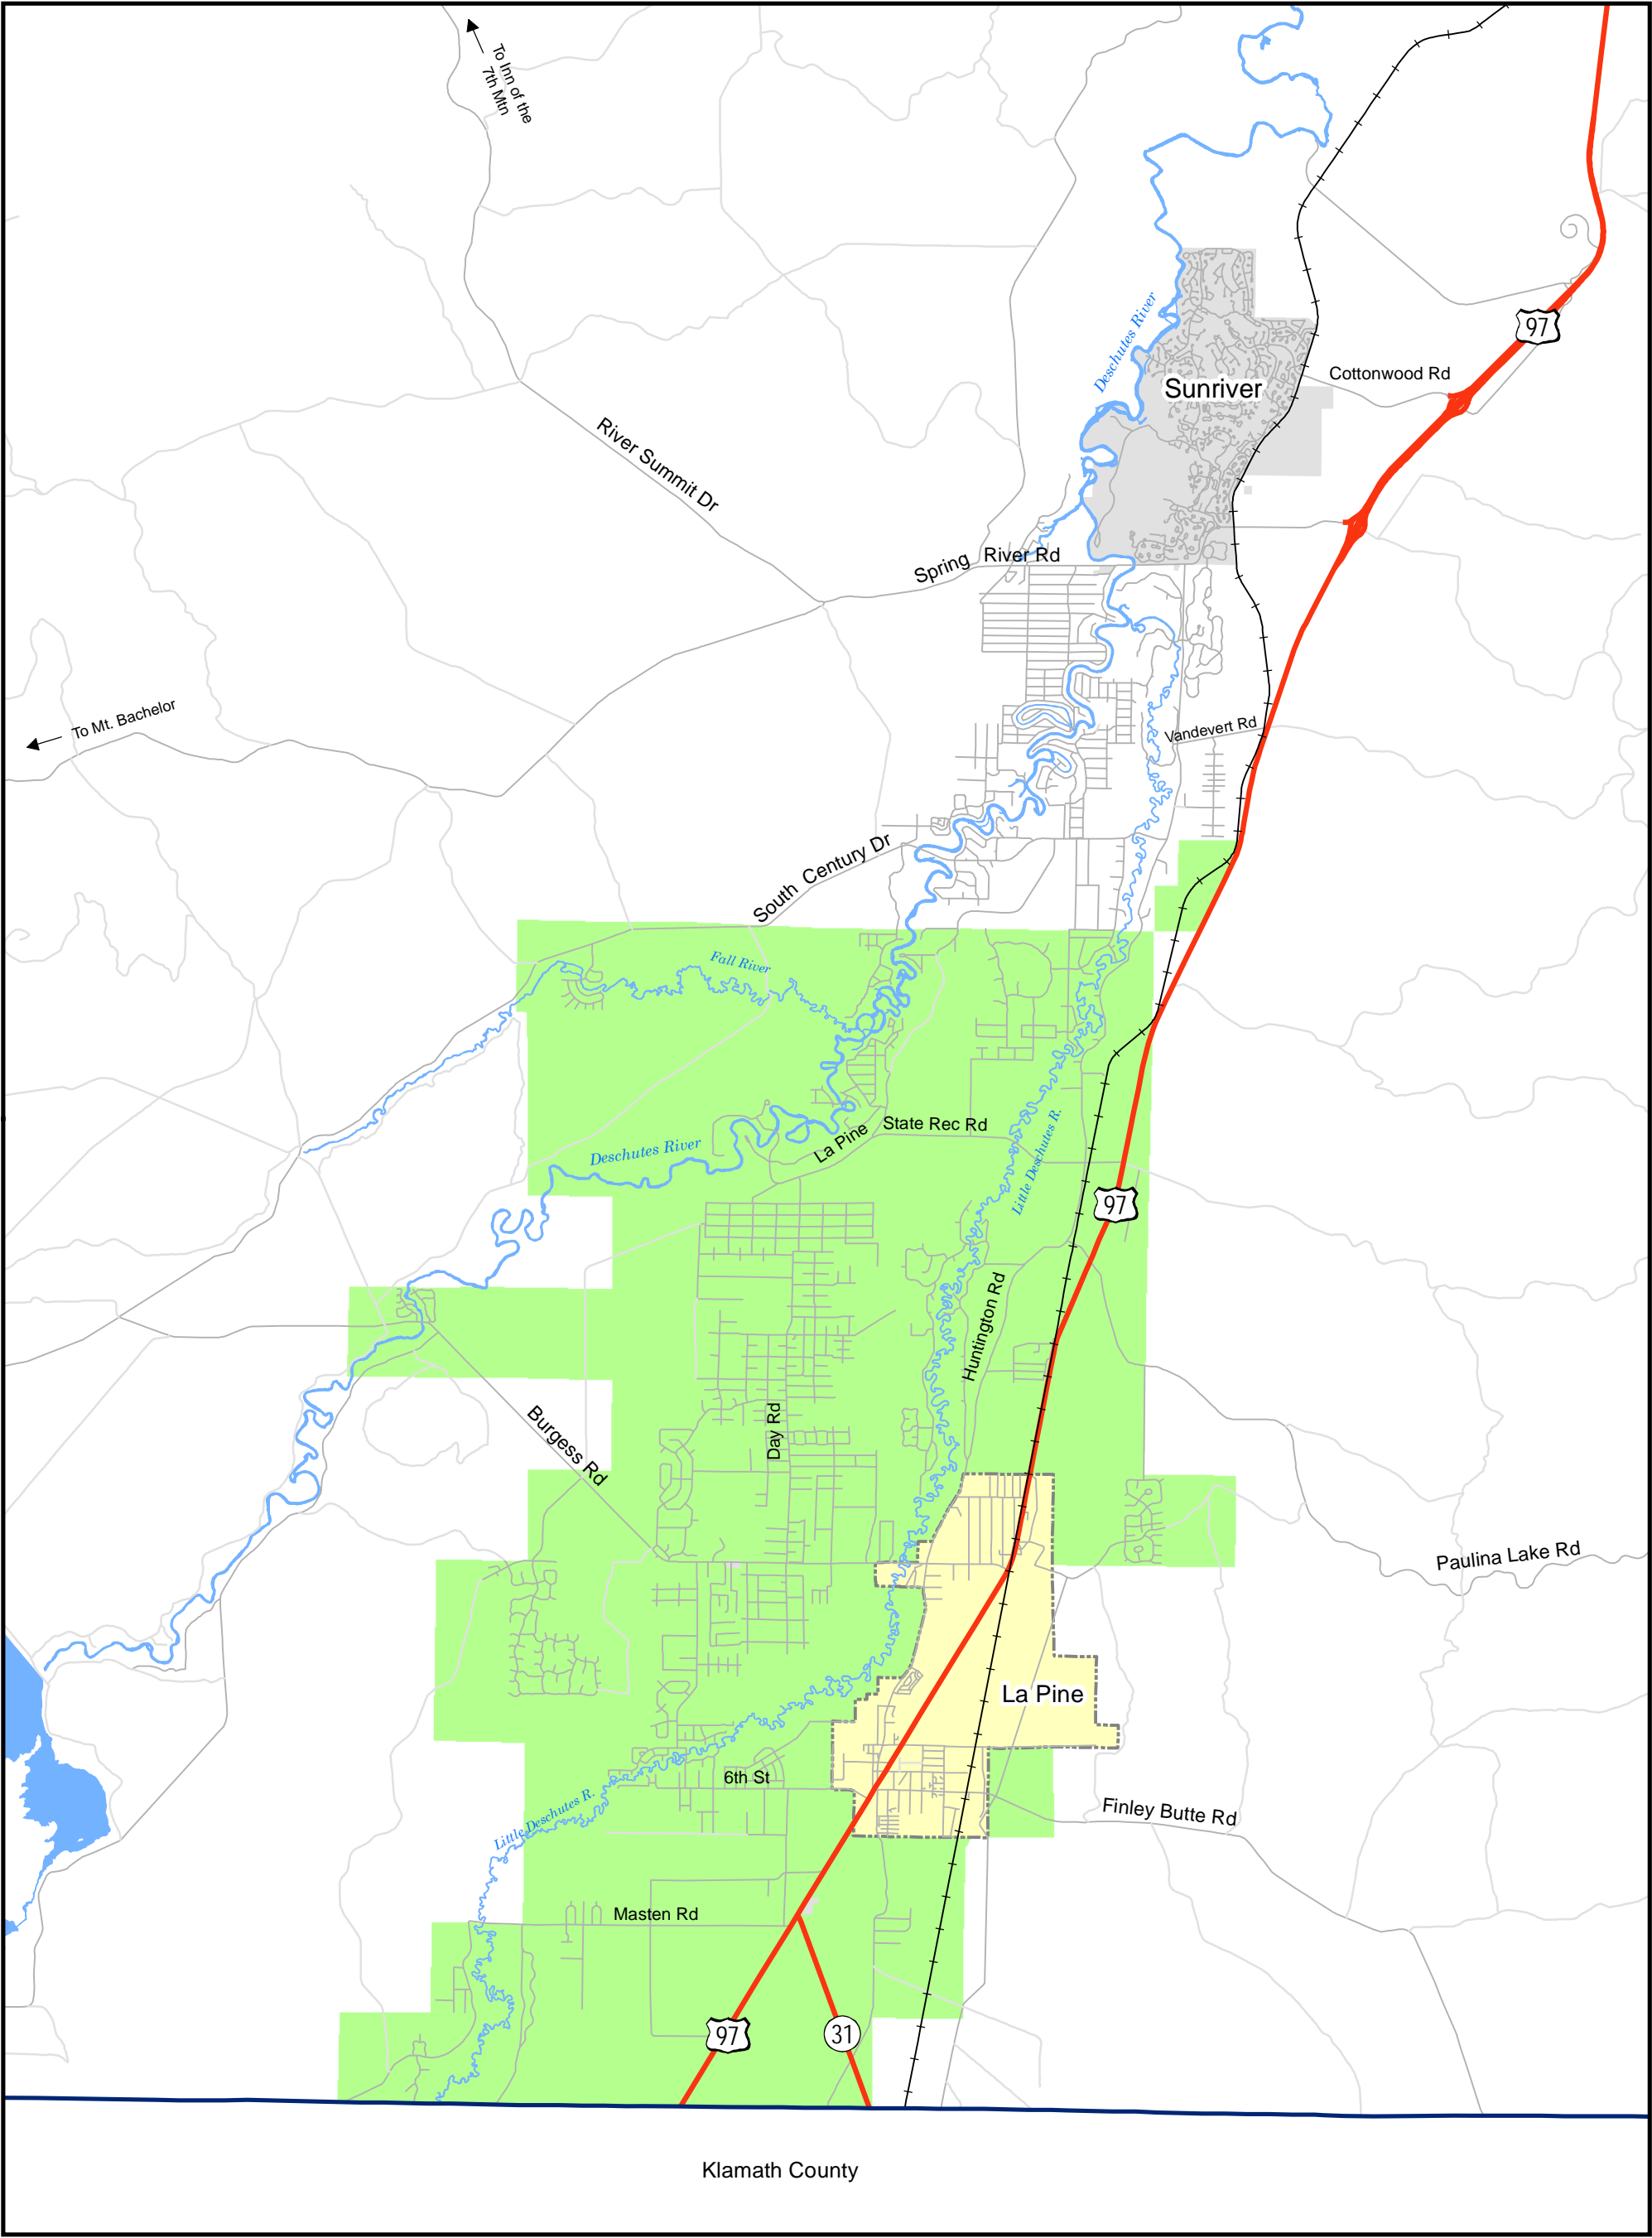 To Inn of the
7th Mtn
97
Deschutes River
Cottonwood Rd
Sunriver
River Summit Dr
Spring River Rd
To Mt. Bachelor
Vandevert Rd
South Century Dr
Fall River
State Rec Rd
La Pine
Deschutes River
Little Deschutes R.
97
Huntington Rd
Day Rd
Burgess Rd
Paulina Lake Rd
La Pine
6th St
Finley Butte Rd
Little Deschutes R.
Masten Rd
97
31
Klamath County